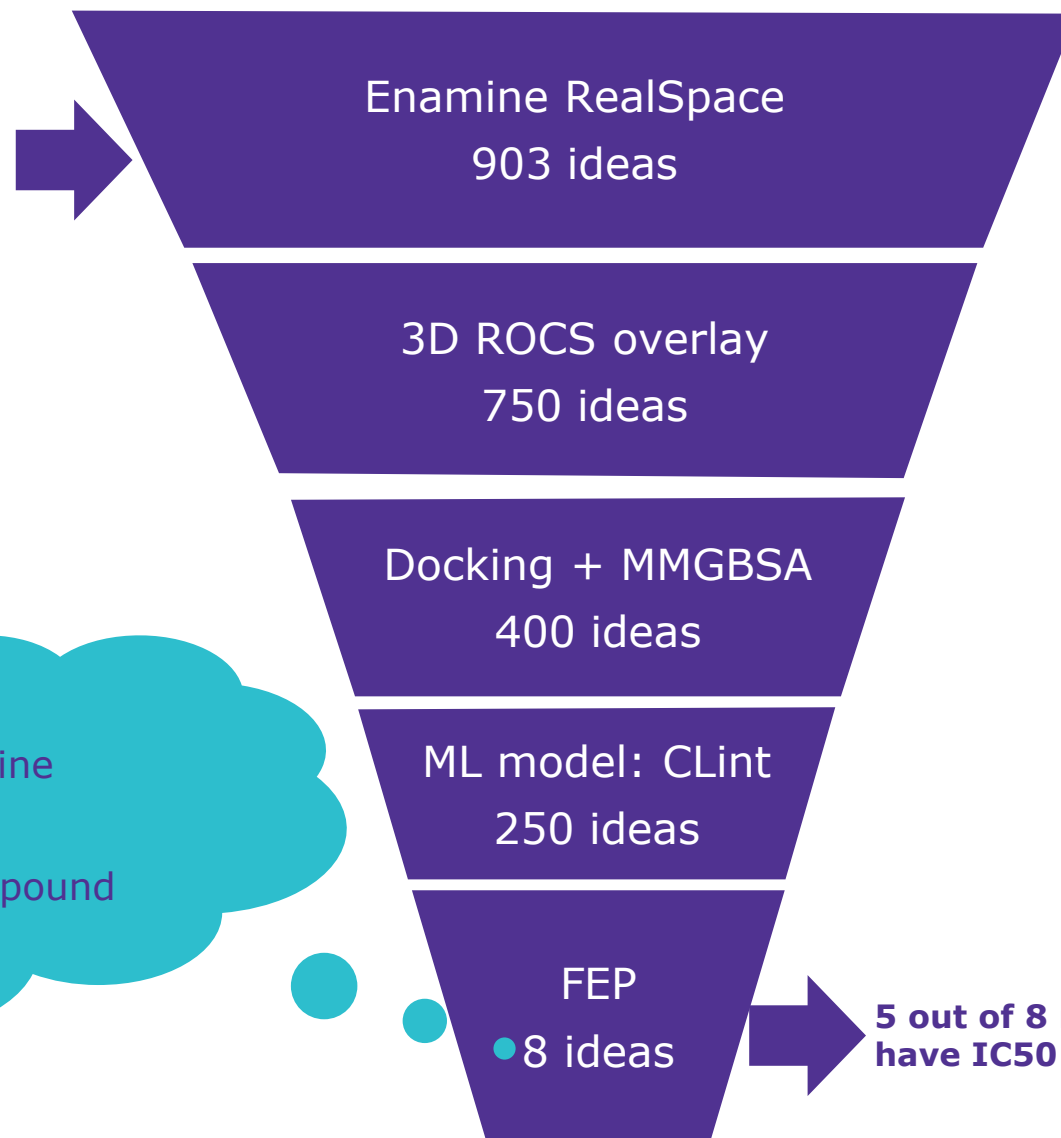 Enamine RealSpace
903 ideas
3D ROCS overlay
750 ideas
Docking + MMGBSA
400 ideas
ML model: CLint
250 ideas
FEP
8 ideas
ine
pound
5 out of 8
have IC50